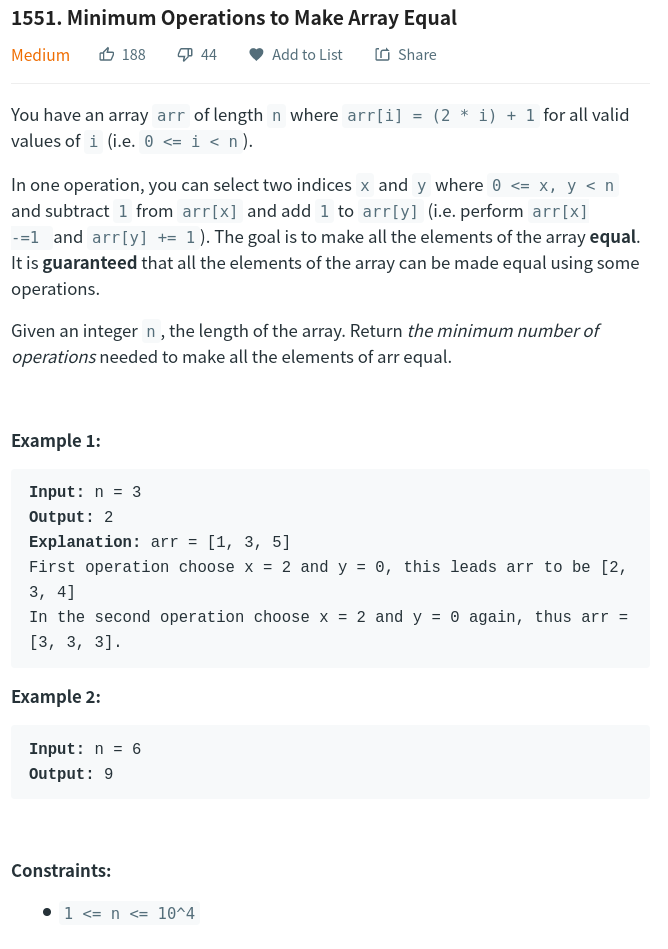 1551. Minimum Operations to Make Array Equal
Medium 188 44 Add to List Share
You have an array arr of length n where arr[i] = (2 * i) + 1 for all valid
values of i (i.e. 0 <= i < n ).
In one operation, you can select two indices x and y where 0 <= x, y < n
and subtract 1 from arr[x] and add 1 to arr[y] (i.e. perform arr[x]
-=1 and arr[y] += 1 ). The goal is to make all the elements of the array equal.
It is guaranteed that all the elements of the array can be made equal using some
operations.
Given an integer n , the length of the array. Return the minimum number of
operations needed to make all the elements of arr equal.
Example 1:
Input: n = 3
Output: 2
Explanation: arr = [1, 3, 5]
First operation choose x = 2 and y = 0, this leads arr to be [2,
3, 4]
In the second operation choose x = 2 and y = 0 again, thus arr =
[3, 3, 3].
Example 2:
Input: n = 6
Output: 9
Constraints:
• 1 <= n <= 10^4